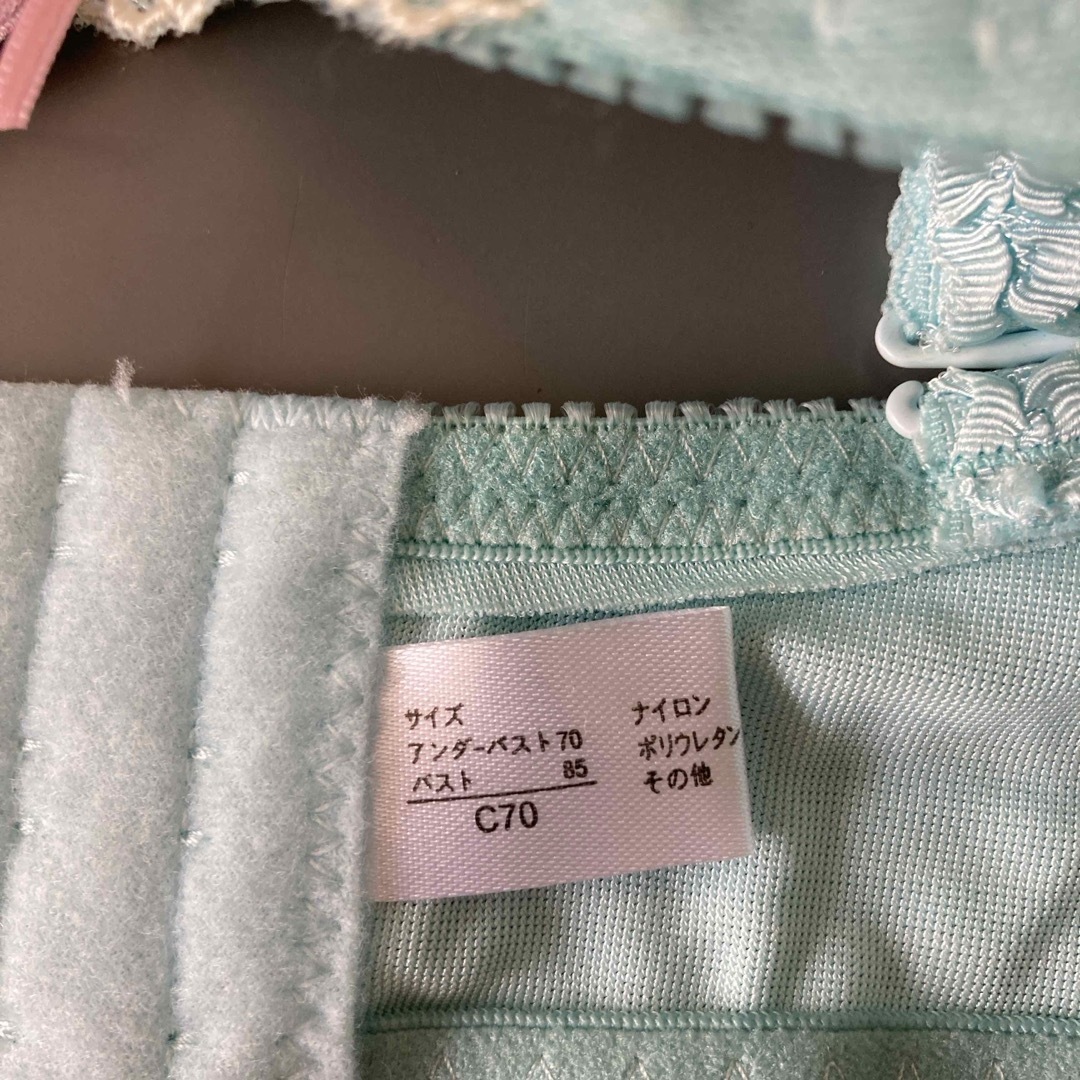 サイズ
アンダーバスト70
バスト 85
C70
ナイロン
ポリウレタン
その他